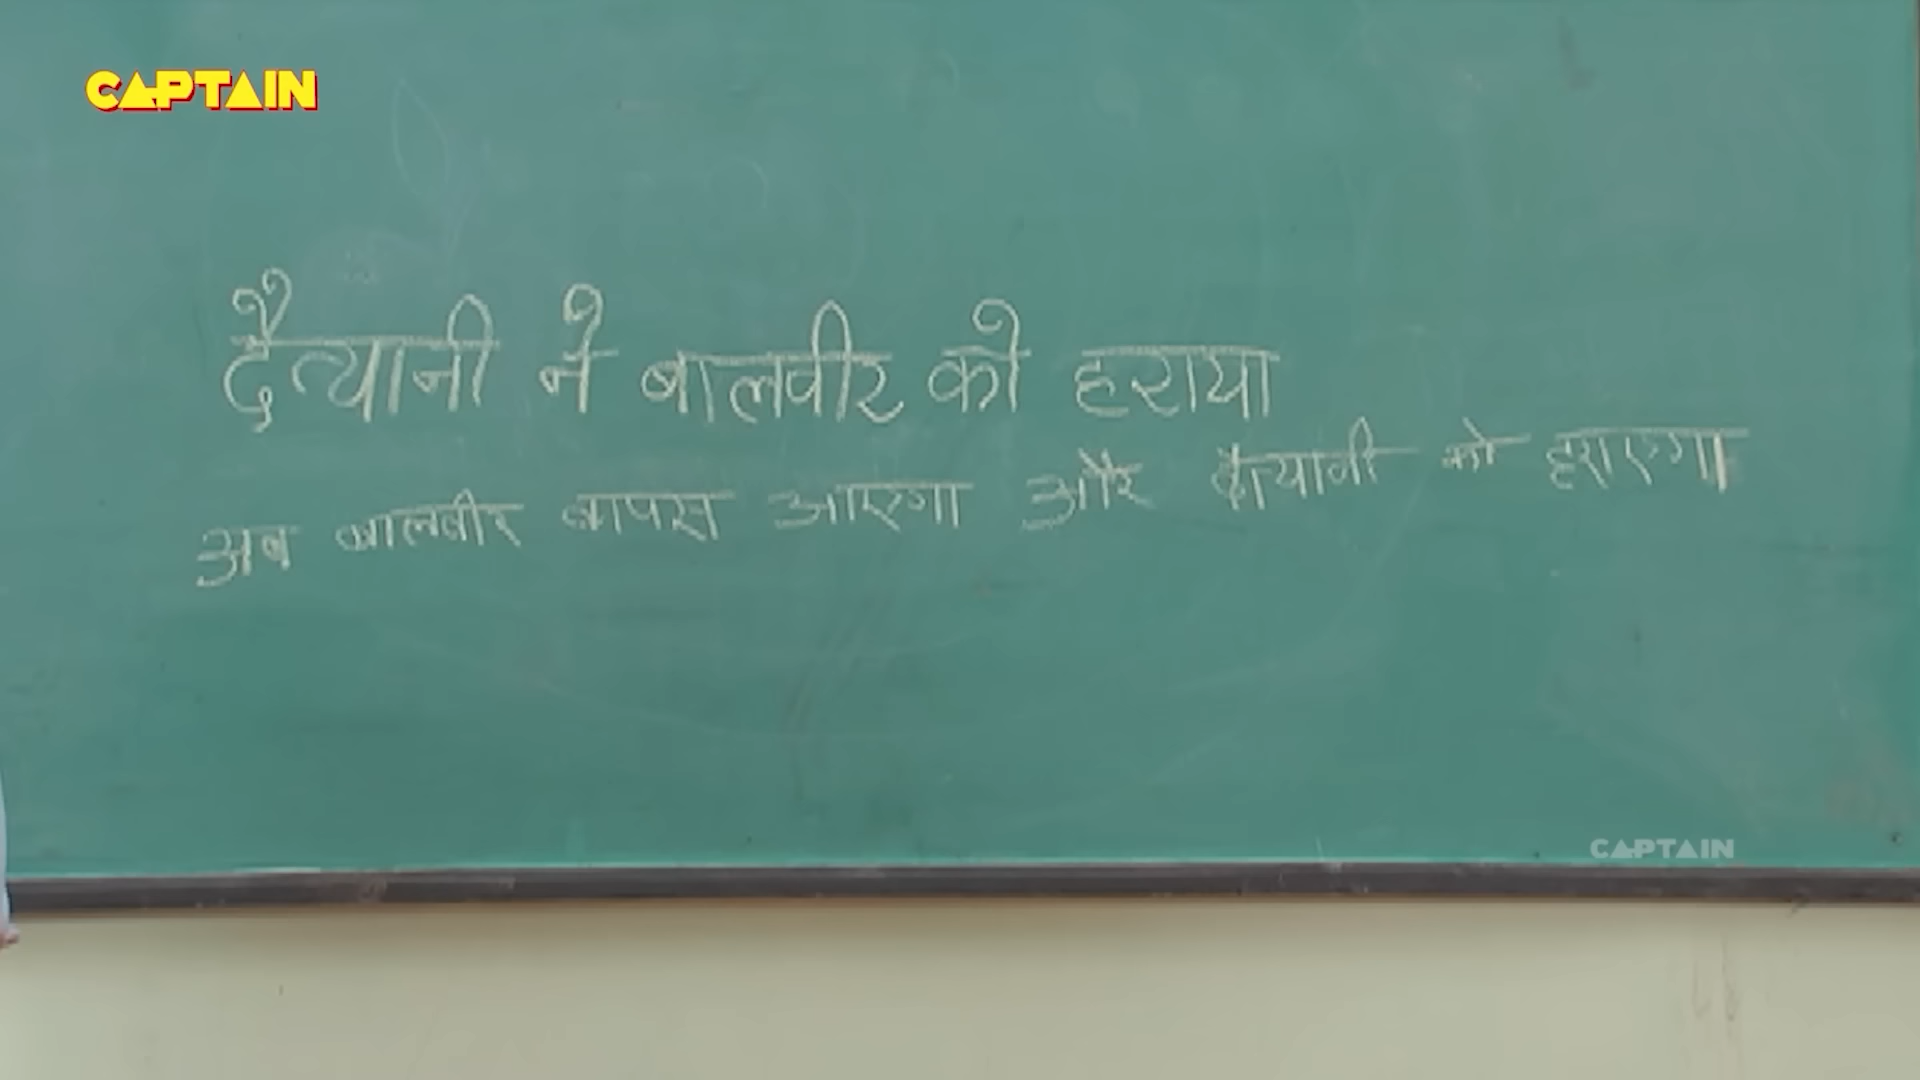 CAPTAIN
दैत्यानी ने बालवीर को हराया
अब बालवीर बापस आएगा और दैत्यानी को हराएगा
CAPTAIN